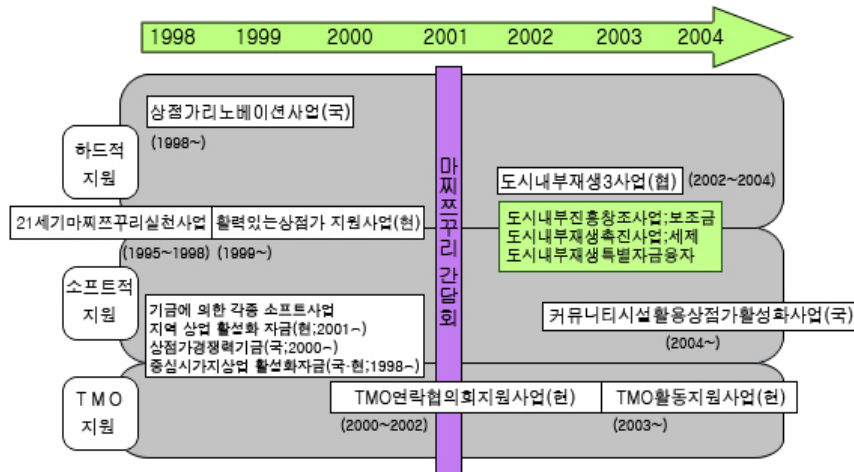 1998 1999 2000 2001 2002 2003 2004
상점가리노베이션사업(국)
(1998~)
하드적
지원
마찌쯔꾸리 간담회
도시내부재생3사업(협) (2002~2004)
도시내부진흥창조사업;보조금
도시내부재생촉진사업;세제
도시내부재생특별자금융자
21세기마찌쯔꾸리실천사업 활력있는상점가 지원사업(현)
(1995~1998) (1999~)
소프트적
지원
기금에 의한 각종 소프트사업
지역 상업 활성화 자금(현;2001~)
상점가경쟁력기금(국;2000~)
중심시가지상업 활성화자금(국·현;1998~)
커뮤니티시설활용상점가활성화사업(국)
(2004~)
TMO
지원
TMO연락협의회지원사업(현) TMO활동지원사업(현)
(2000~2002) (2003~)